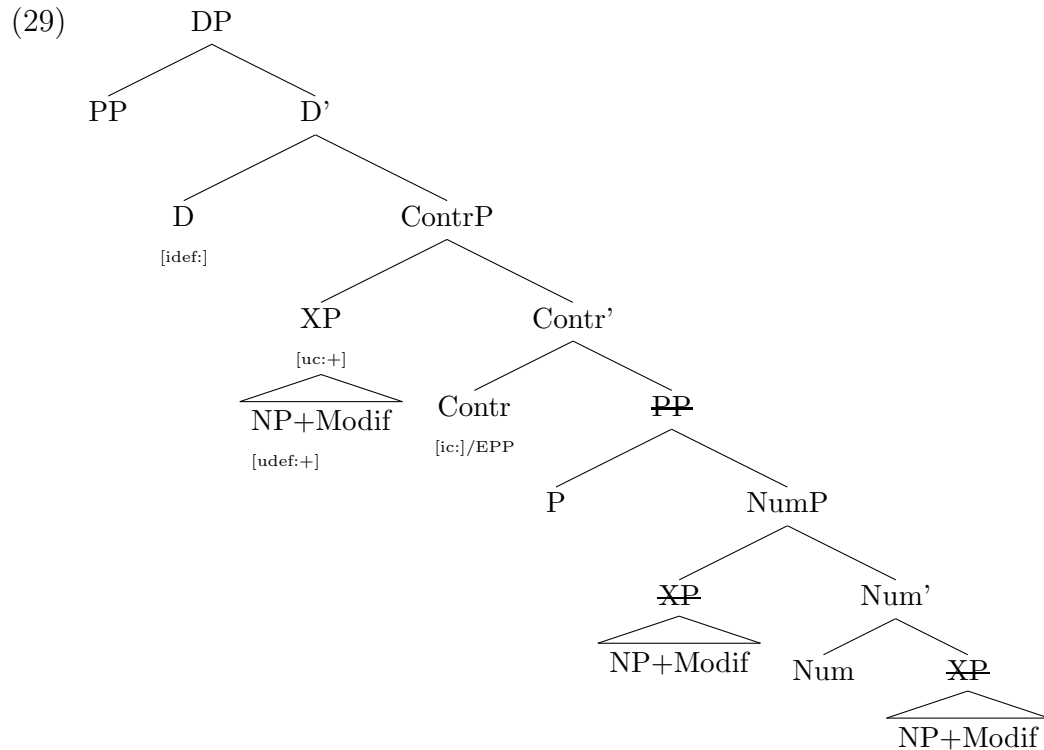 (29) DP
PP D’
D ContrP
[idef:]
XP Contr’
[uc:+]
NP+Modif Contr PP
[udef:+] [ic:]/EPP
P NumP
XP Num’
NP+Modif Num XP
NP+Modif